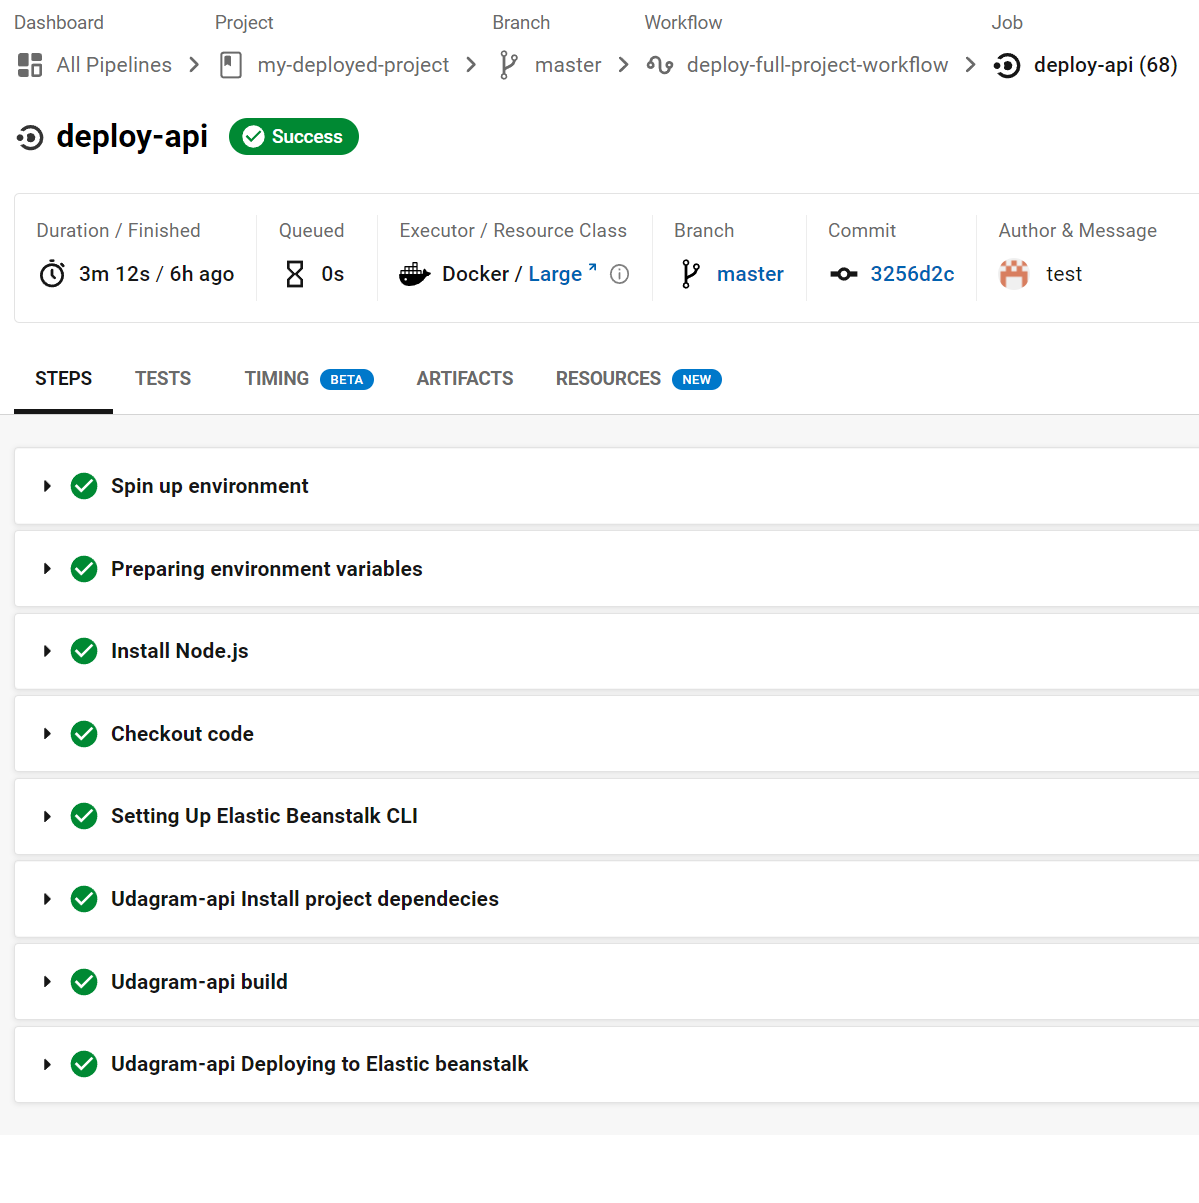 Dashboard Project Branch Workflow Job
All Pipelines my-deployed-project master deploy-full-project-workflow deploy-api (68)
deploy-api Success
Duration / Finished Queued Executor / Resource Class Branch Commit Author & Message
3m 12s / 6h ago 0s Docker / Large master 3256d2c test
STEPS TESTS TIMING BETA ARTIFACTS RESOURCES NEW
Spin up environment
Preparing environment variables
Install Node.js
Checkout code
Setting Up Elastic Beanstalk CLI
Udagram-api Install project dependecies
Udagram-api build
Udagram-api Deploying to Elastic beanstalk